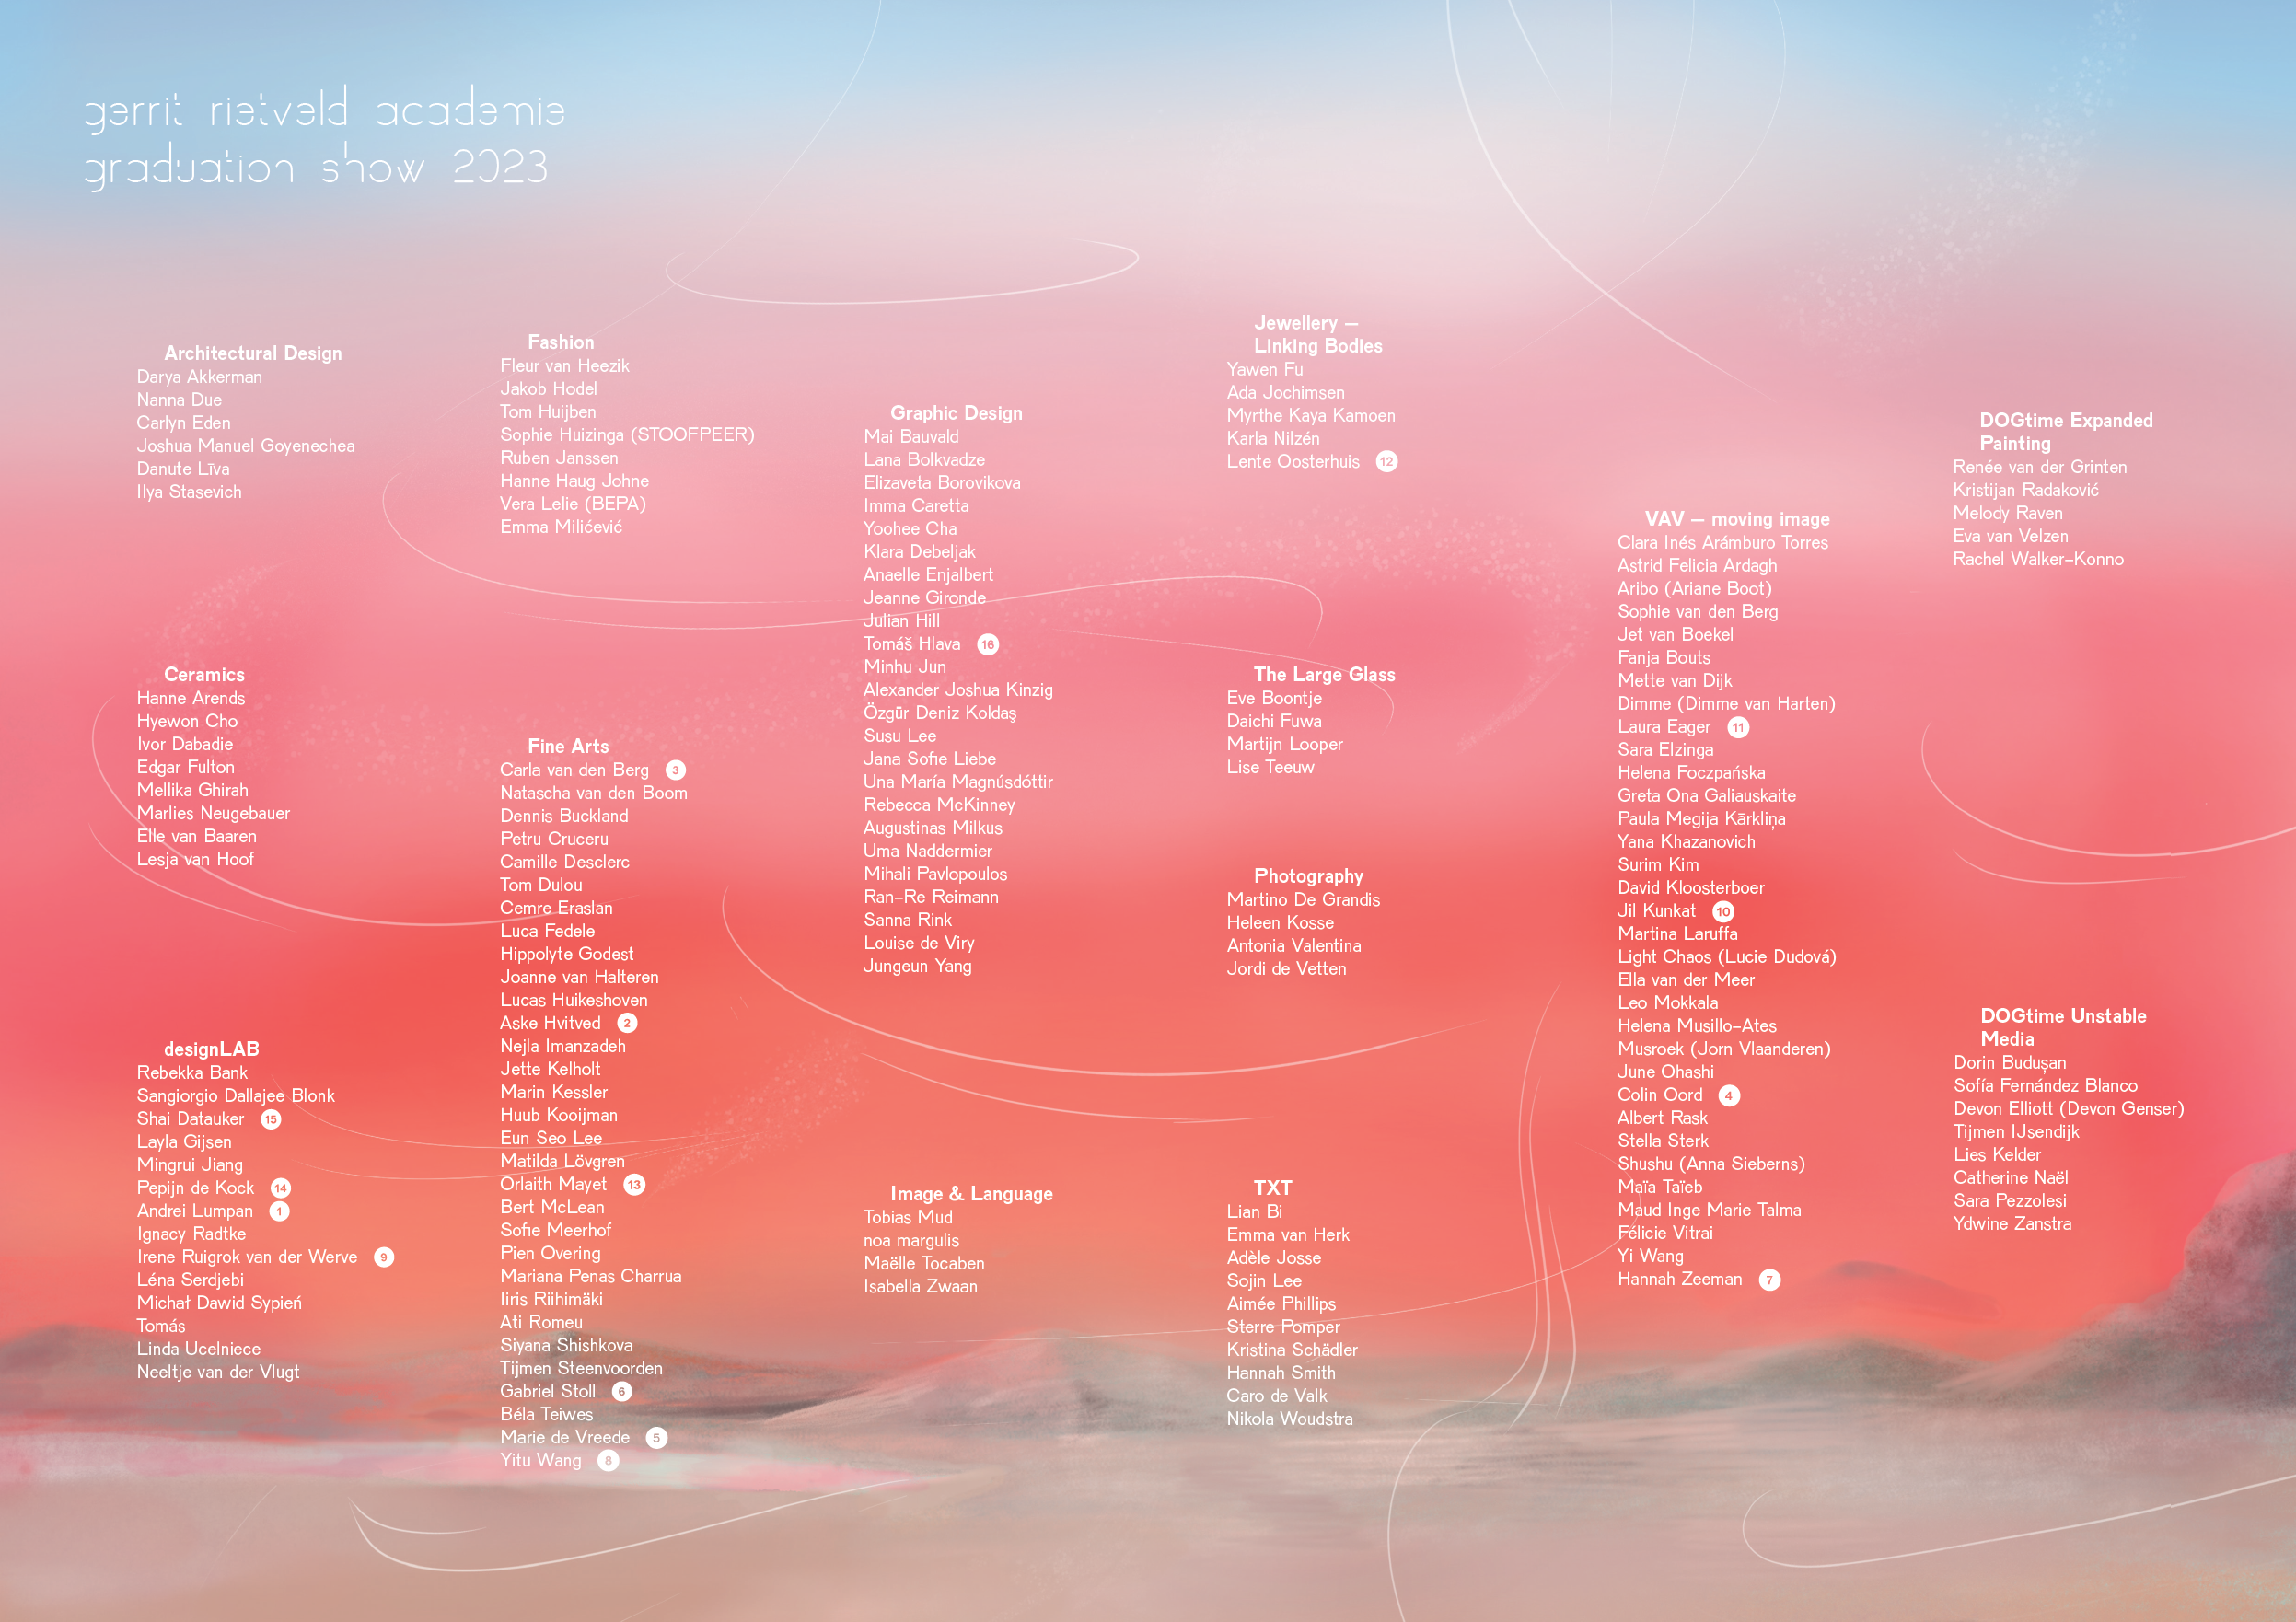 gerrit rietveld academie
graduation show 2023
Architectural Design
Darya Akkerman
Nanna Due
Carlyn Eden
Joshua Manuel Goyenechea
Danute Līva
Ilya Stasevich
Ceramics
Hanne Arends
Hyewon Cho
Ivor Dabadie
Edgar Fulton
Mellika Ghirah
Marlies Neugebauer
Elle van Baaren
Lesja van Hoof
designLAB
Rebekka Bank
Sangiorgio Dallajee Blonk
Shai Datauker 15
Layla Gijsen
Mingrui Jiang
Pepijn de Kock 14
Andrei Lumpan 1
Ignacy Radtke
Irene Ruigrok van der Werve 9
Léna Serdjebi
Michał Dawid Sypień
Tomás
Linda Ucelniece
Neeltje van der Vlugt
Fashion
Fleur van Heezik
Jakob Hodel
Tom Huijben
Sophie Huizinga (STOOFPEER)
Ruben Janssen
Hanne Haug Johne
Vera Lelie (BEPA)
Emma Milićević
Fine Arts
Carla van den Berg 3
Natascha van den Boom
Dennis Buckland
Petru Cruceru
Camille Desclerc
Tom Dulou
Cemre Eraslan
Luca Fedele
Hippolyte Godest
Joanne van Halteren
Lucas Huikeshoven
Aske Hvitved 2
Nejla Imanzadeh
Jette Kelholt
Marin Kessler
Huub Kooijman
Eun Seo Lee
Matilda Lövgren
Orlaith Mayet 13
Bert McLean
Sofie Meerhof
Pien Overing
Mariana Penas Charrua
Iiris Riihimäki
Ati Romeu
Siyana Shishkova
Tijmen Steenvoorden
Gabriel Stoll 6
Béla Teiwes
Marie de Vreede 5
Yitu Wang 8
Graphic Design
Mai Bauvald
Lana Bolkvadze
Elizaveta Borovikova
Imma Caretta
Yoohee Cha
Klara Debeljak
Anaelle Enjalbert
Jeanne Gironde
Julian Hill
Tomáš Hlava 16
Minhu Jun
Alexander Joshua Kinzig
Özgür Deniz Koldaş
Susu Lee
Jana Sofie Liebe
Una María Magnúsdóttir
Rebecca McKinney
Augustinas Milkus
Uma Naddermier
Mihali Pavlopoulos
Ran-Re Reimann
Sanna Rink
Louise de Viry
Jungeun Yang
Image & Language
Tobias Mud
noa margulis
Maëlle Tocaben
Isabella Zwaan
Jewellery —
Linking Bodies
Yawen Fu
Ada Jochimsen
Myrthe Kaya Kamoen
Karla Nilzén
Lente Oosterhuis 12
The Large Glass
Eve Boontje
Daichi Fuwa
Martijn Looper
Lise Teeuw
Photography
Martino De Grandis
Heleen Kosse
Antonia Valentina
Jordi de Vetten
TXT
Lian Bi
Emma van Herk
Adèle Josse
Sojin Lee
Aimée Phillips
Sterre Pomper
Kristina Schädler
Hannah Smith
Caro de Valk
Nikola Woudstra
VAV — moving image
Clara Inés Arámburo Torres
Astrid Felicia Ardagh
Aribo (Ariane Boot)
Sophie van den Berg
Jet van Boekel
Fanja Bouts
Mette van Dijk
Dimme (Dimme van Harten)
Laura Eager 11
Sara Elzinga
Helena Foczpańska
Greta Ona Galiauskaite
Paula Megija Kārkliņa
Yana Khazanovich
Surim Kim
David Kloosterboer
Jil Kunkat 10
Martina Laruffa
Light Chaos (Lucie Dudová)
Ella van der Meer
Leo Mokkala
Helena Musillo-Ates
Musroek (Jorn Vlaanderen)
June Ohashi
Colin Oord 4
Albert Rask
Stella Sterk
Shushu (Anna Sieberns)
Maïa Taïeb
Maud Inge Marie Talma
Félicie Vitrai
Yi Wang
Hannah Zeeman 7
DOGtime Expanded
Painting
Renée van der Grinten
Kristijan Radaković
Melody Raven
Eva van Velzen
Rachel Walker-Konno
DOGtime Unstable
Media
Dorin Budușan
Sofía Fernández Blanco
Devon Elliott (Devon Genser)
Tijmen IJsendijk
Lies Kelder
Catherine Naël
Sara Pezzolesi
Ydwine Zanstra